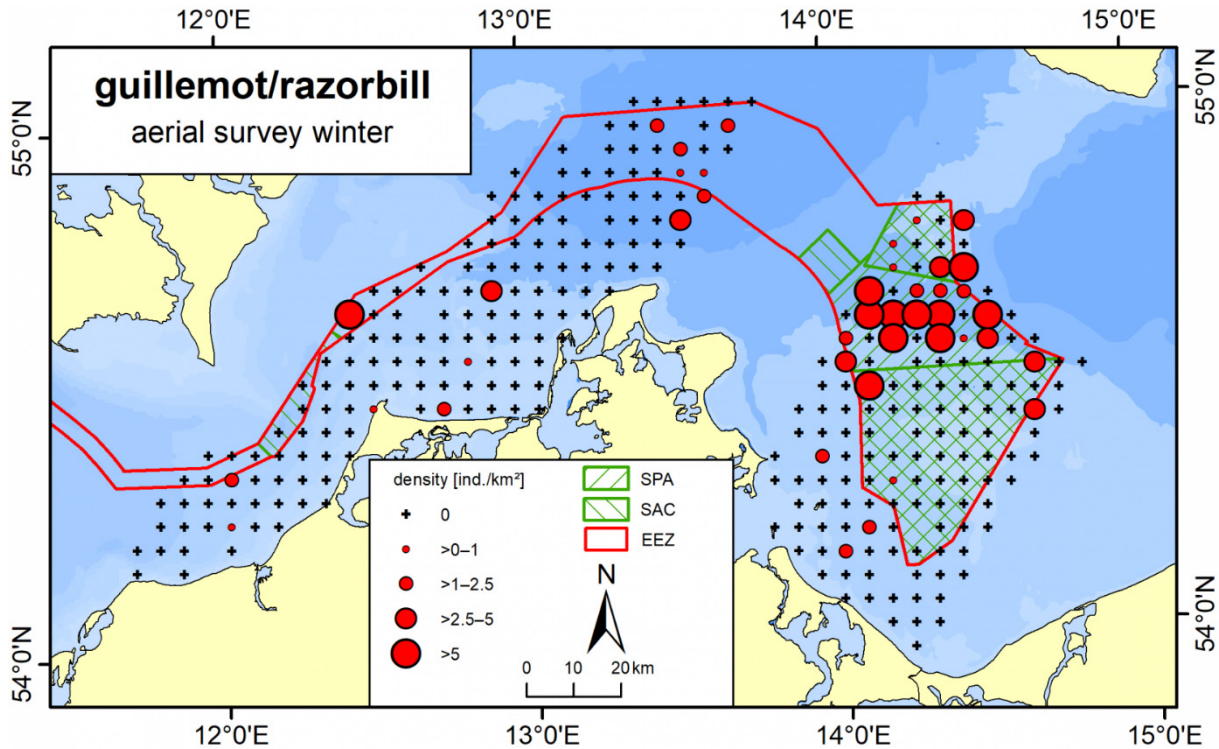 12°0'E 13°0'E 14°0'E 15°0'E
guillemot/razorbill
aerial survey winter
55°0'N
55°0'N
density [ind./km²]
0
>0–1
>1–2.5
>2.5–5
>5
SPA
SAC
EEZ
N
0 10 20 km
54°0'N
54°0'N
12°0'E 13°0'E 14°0'E 15°0'E